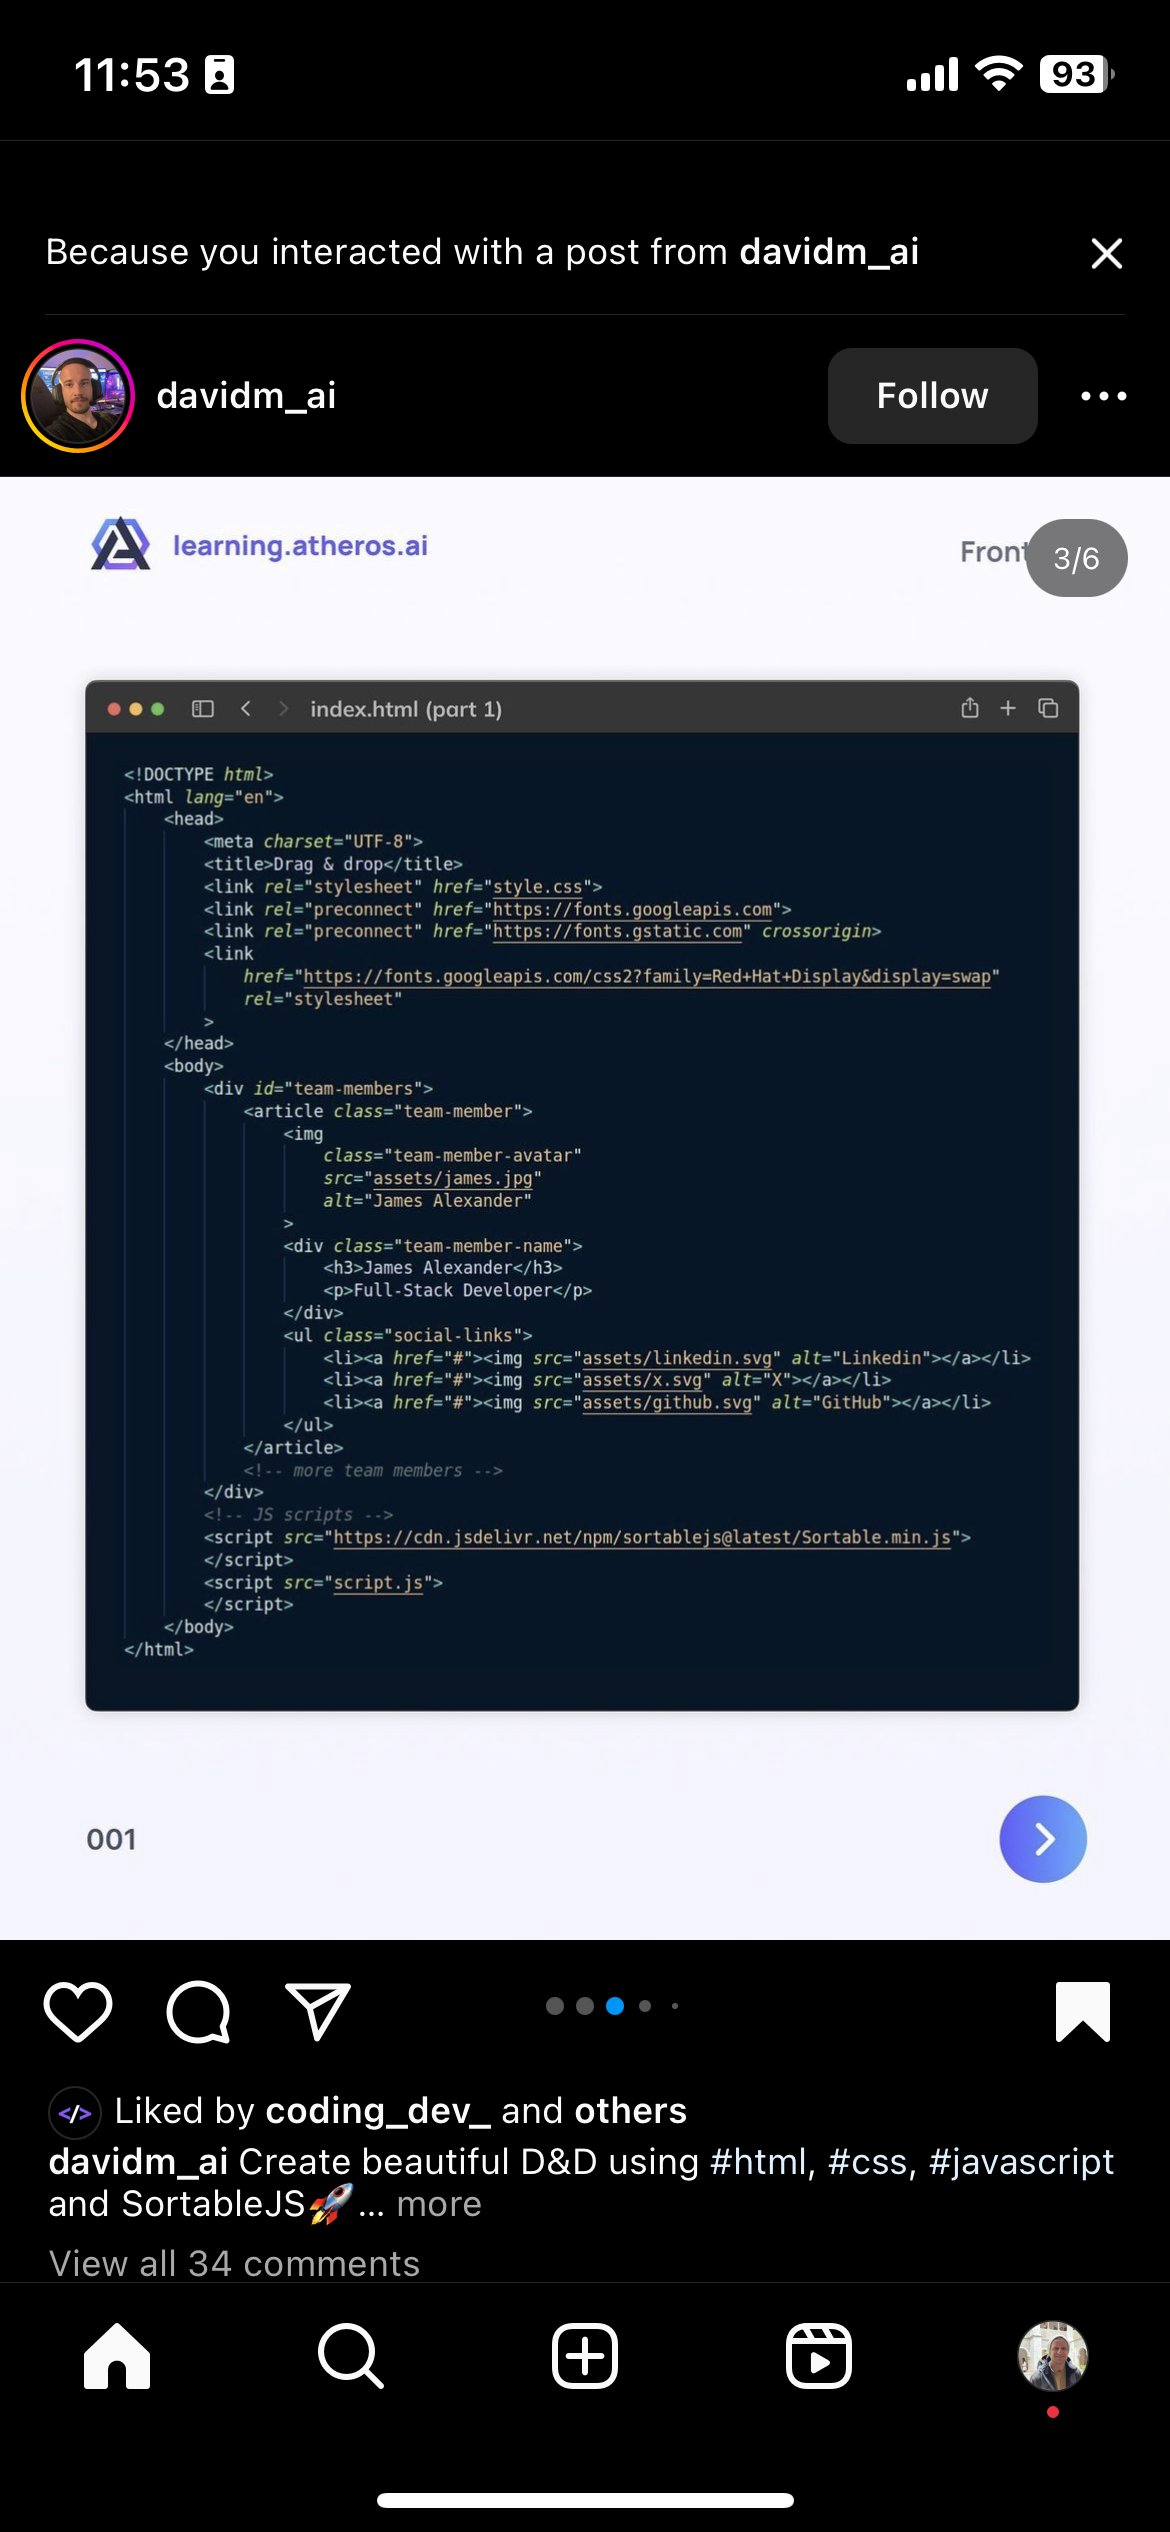 11:53
93
Because you interacted with a post from davidm_ai
davidm_ai
Follow
learning.atheros.ai
3/6
index.html (part 1)
<!DOCTYPE html>
<html lang="en">
<head>
<meta charset="UTF-8">
<title>Drag & drop</title>
<link rel="stylesheet" href="style.css">
<link rel="preconnect" href="https://fonts.googleapis.com">
<link rel="preconnect" href="https://fonts.gstatic.com" crossorigin>
<link
href="https://fonts.googleapis.com/css2?family=Red+Hat+Display&display=swap"
rel="stylesheet"
>
</head>
<body>
<div id="team-members">
<article class="team-member">
<img
class="team-member-avatar"
src="assets/james.jpg"
alt="James Alexander"
>
<div class="team-member-name">
<h3>James Alexander</h3>
<p>Full-Stack Developer</p>
</div>
<ul class="social-links">
<li><a href="#"><img src="assets/linkedin.svg" alt="Linkedin"></a></li>
<li><a href="#"><img src="assets/x.svg" alt="X"></a></li>
<li><a href="#"><img src="assets/github.svg" alt="GitHub"></a></li>
</ul>
</article>
<!-- more team members -->
</div>
<!-- JS scripts -->
<script src="https://cdn.jsdelivr.net/npm/sortablejs@latest/Sortable.min.js">
</script>
<script src="script.js">
</script>
</body>
</html>
001
</> Liked by coding_dev_ and others
davidm_ai Create beautiful D&D using #html, #css, #javascript
and SortableJS🚀... more
View all 34 comments